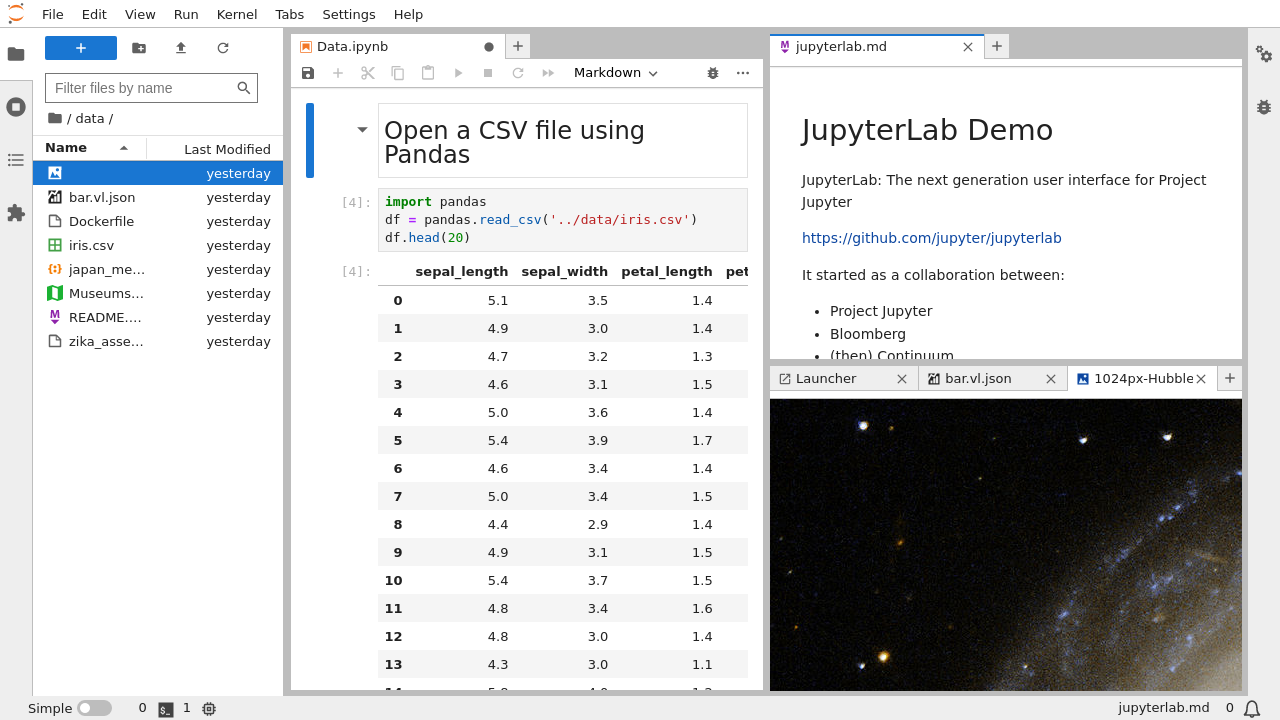 File Edit View Run Kernel Tabs Settings Help
Filter files by name
/ data /
Name Last Modified
yesterday
bar.vl.json yesterday
Dockerfile yesterday
iris.csv yesterday
japan_me… yesterday
Museums… yesterday
README.… yesterday
zika_asse… yesterday
Data.ipynb
Markdown
Open a CSV file using
Pandas
[4]:
import pandas
df = pandas.read_csv('../data/iris.csv')
df.head(20)
[4]:
sepal_length sepal_width petal_length pet
0 5.1 3.5 1.4
1 4.9 3.0 1.4
2 4.7 3.2 1.3
3 4.6 3.1 1.5
4 5.0 3.6 1.4
5 5.4 3.9 1.7
6 4.6 3.4 1.4
7 5.0 3.4 1.5
8 4.4 2.9 1.4
9 4.9 3.1 1.5
10 5.4 3.7 1.5
11 4.8 3.4 1.6
12 4.8 3.0 1.4
13 4.3 3.0 1.1
jupyterlab.md
JupyterLab Demo
JupyterLab: The next generation user interface for Project
Jupyter
https://github.com/jupyter/jupyterlab
It started as a collaboration between:
• Project Jupyter
• Bloomberg
• (then) Continuum
Launcher bar.vl.json 1024px-Hubble
Simple 0 1 jupyterlab.md 0